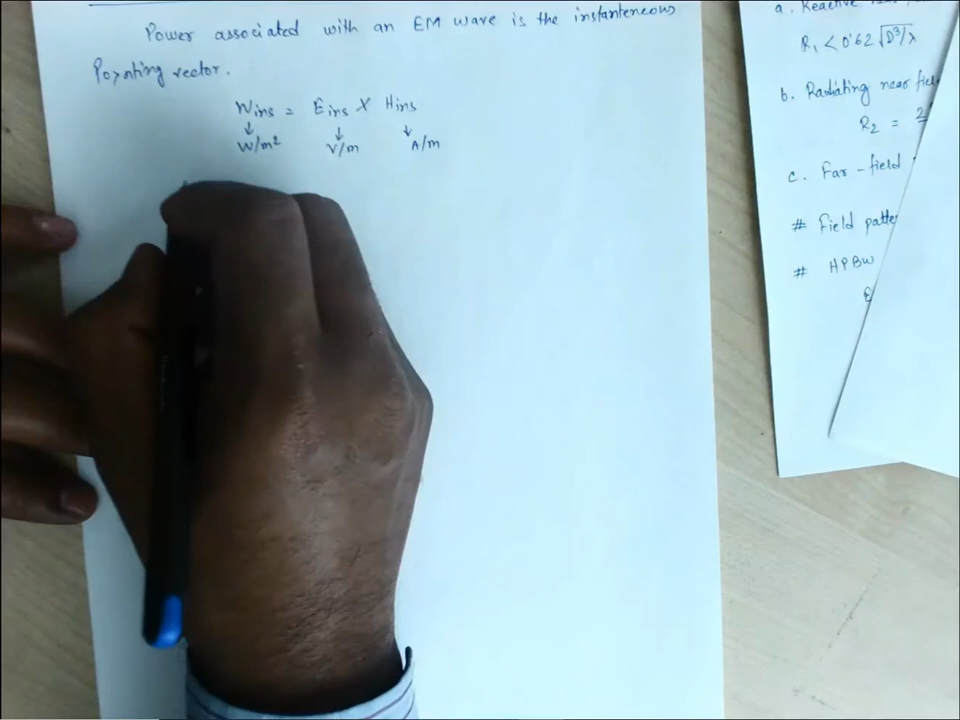 Power associated with an EM wave is the instanteneous
Poynting vector.
Wins = Eins X Hins
↓ ↓ ↓
W/m² V/m A/m
a. Reactive
R₁ < 0.62 √D³/λ
b. Radiating near field
R₂ = 2
c. Far-field
# Field patte
# HPBW